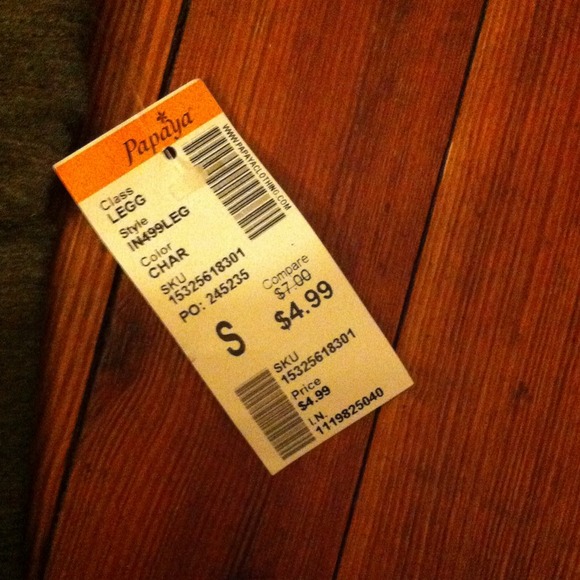 Papaya
WWW.PAPAYACLOTHING.COM
Class
LEGG
Style
IN499LEG
Color
CHAR
SKU
15325618301
PO: 245235
Compare
$7.00
$4.99
S
SKU
15325618301
Price
$4.99
I.N.
1119825040